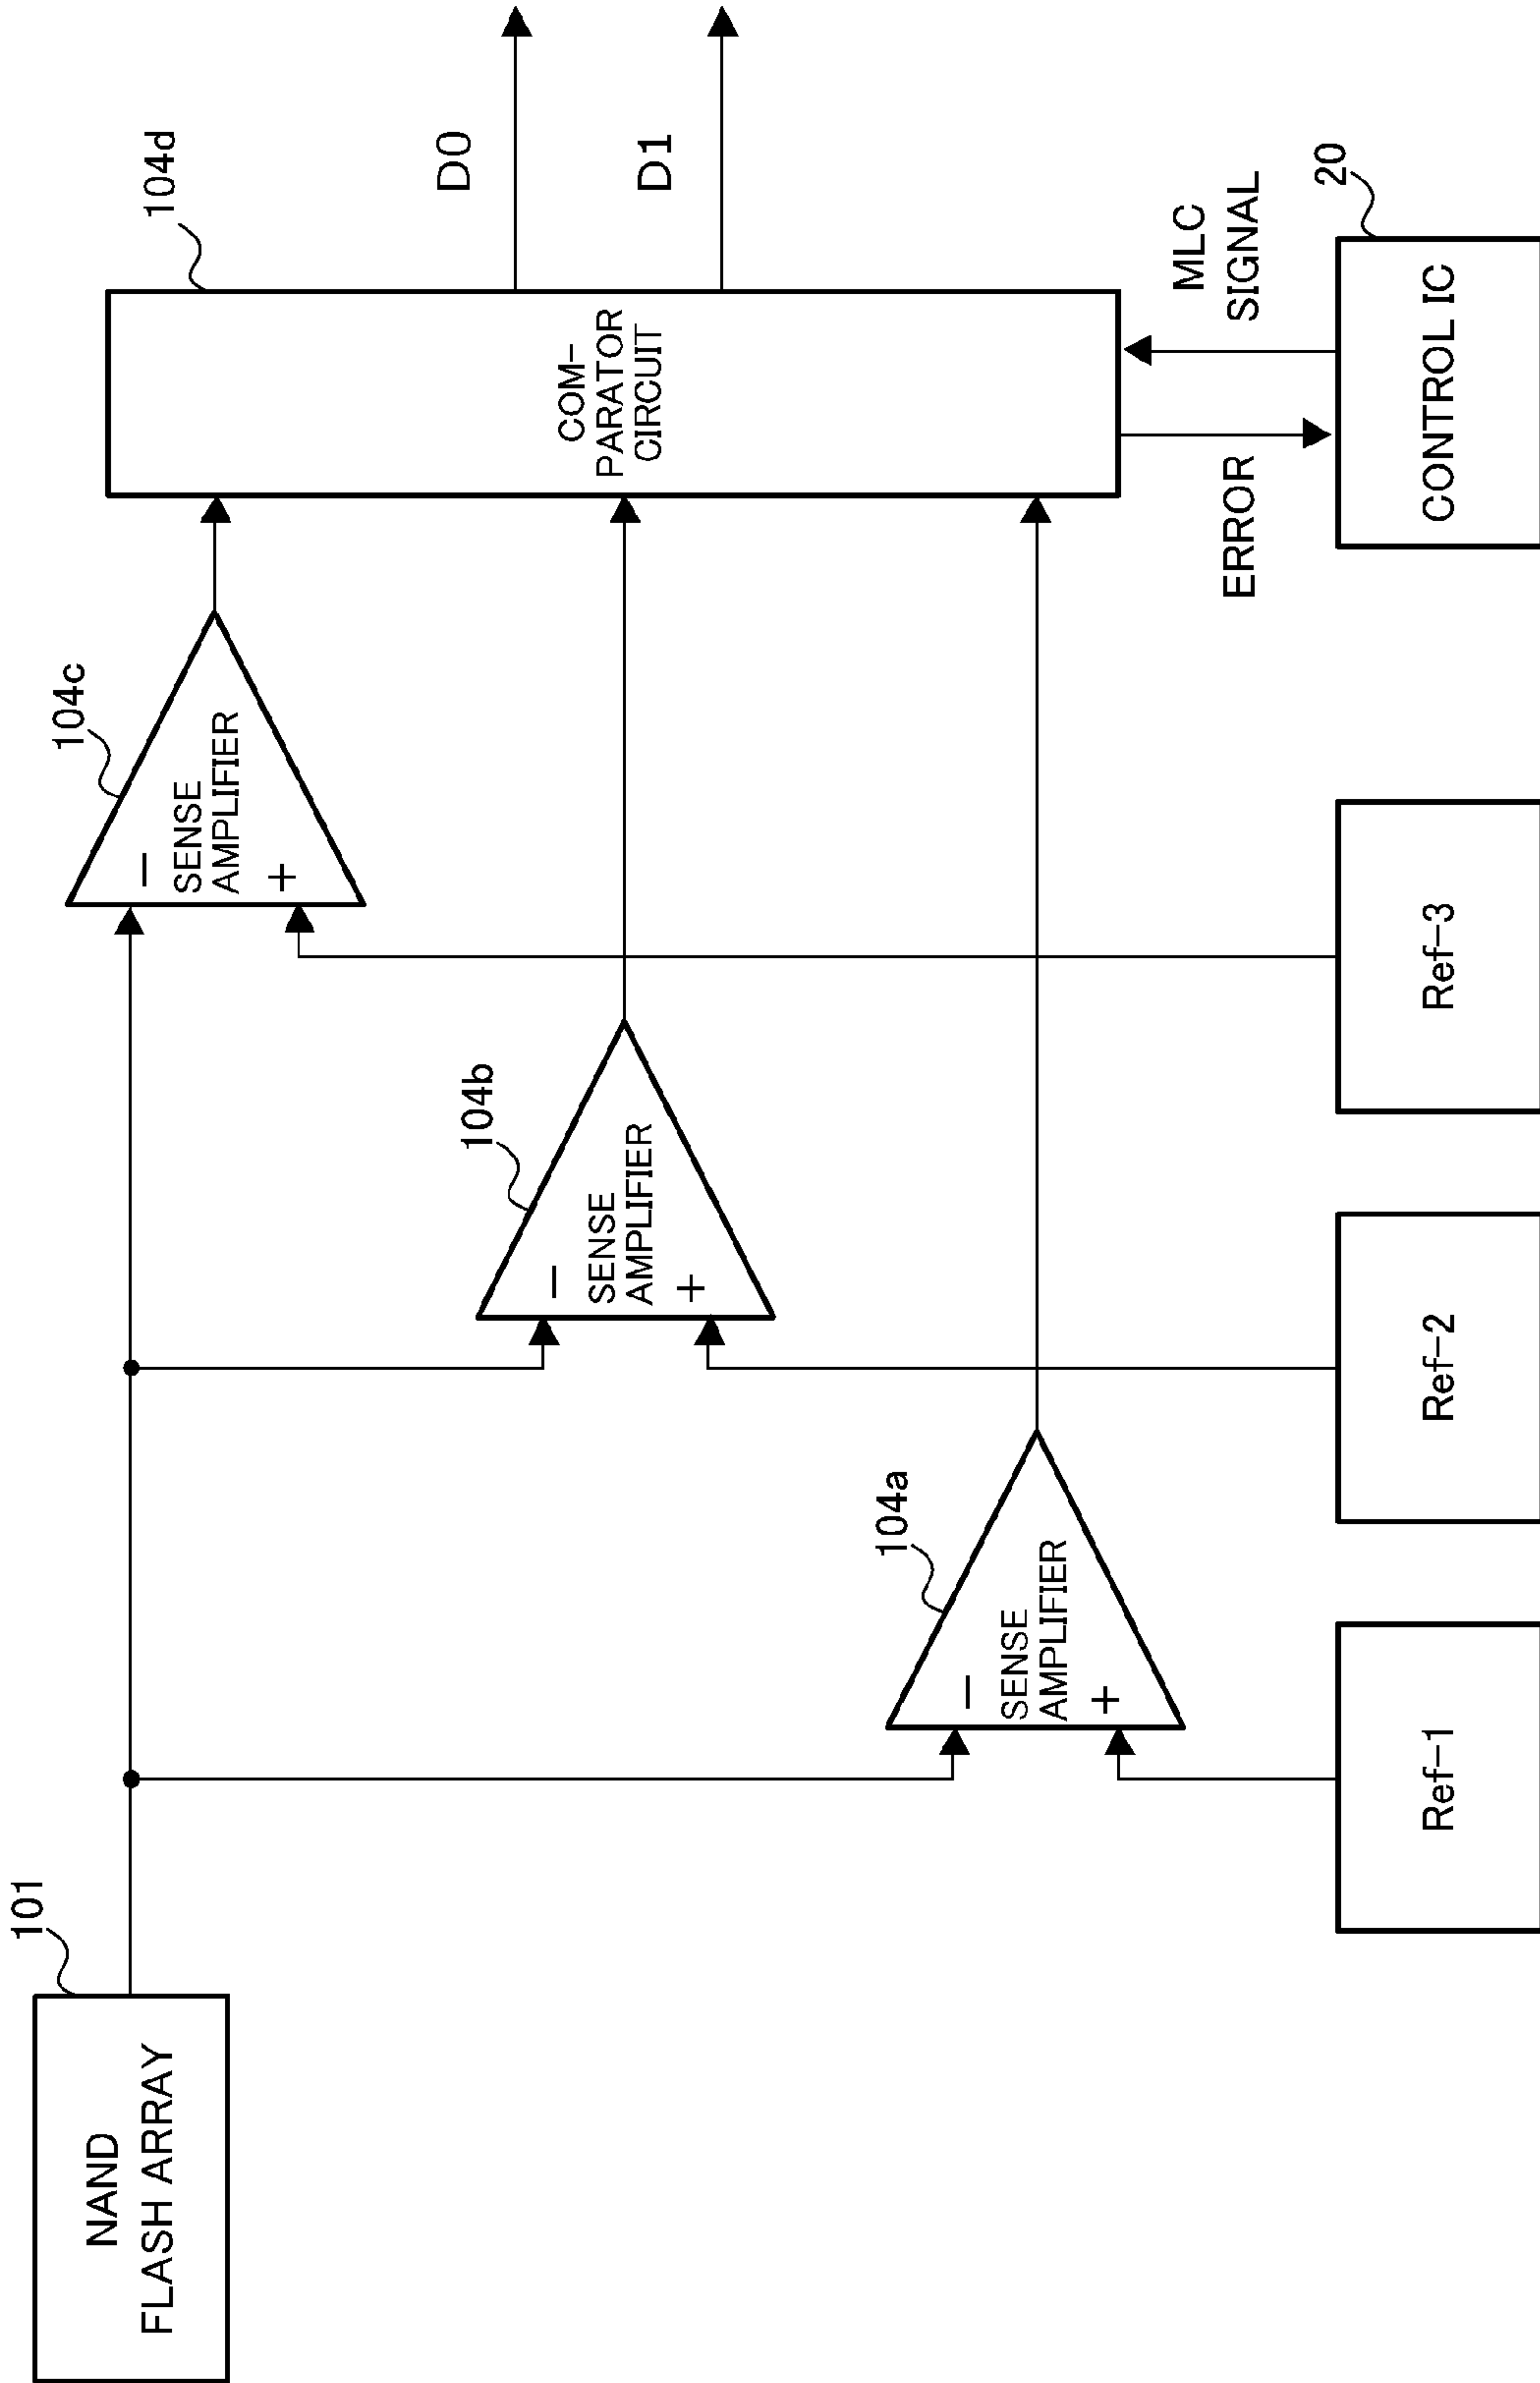 101
NAND
FLASH ARRAY
104c
−
SENSE
AMPLIFIER
+
104b
−
SENSE
AMPLIFIER
+
104a
−
SENSE
AMPLIFIER
+
104d
COM-
PARATOR
CIRCUIT
D0
D1
ERROR
MLC
SIGNAL
20
CONTROL IC
Ref-1
Ref-2
Ref-3